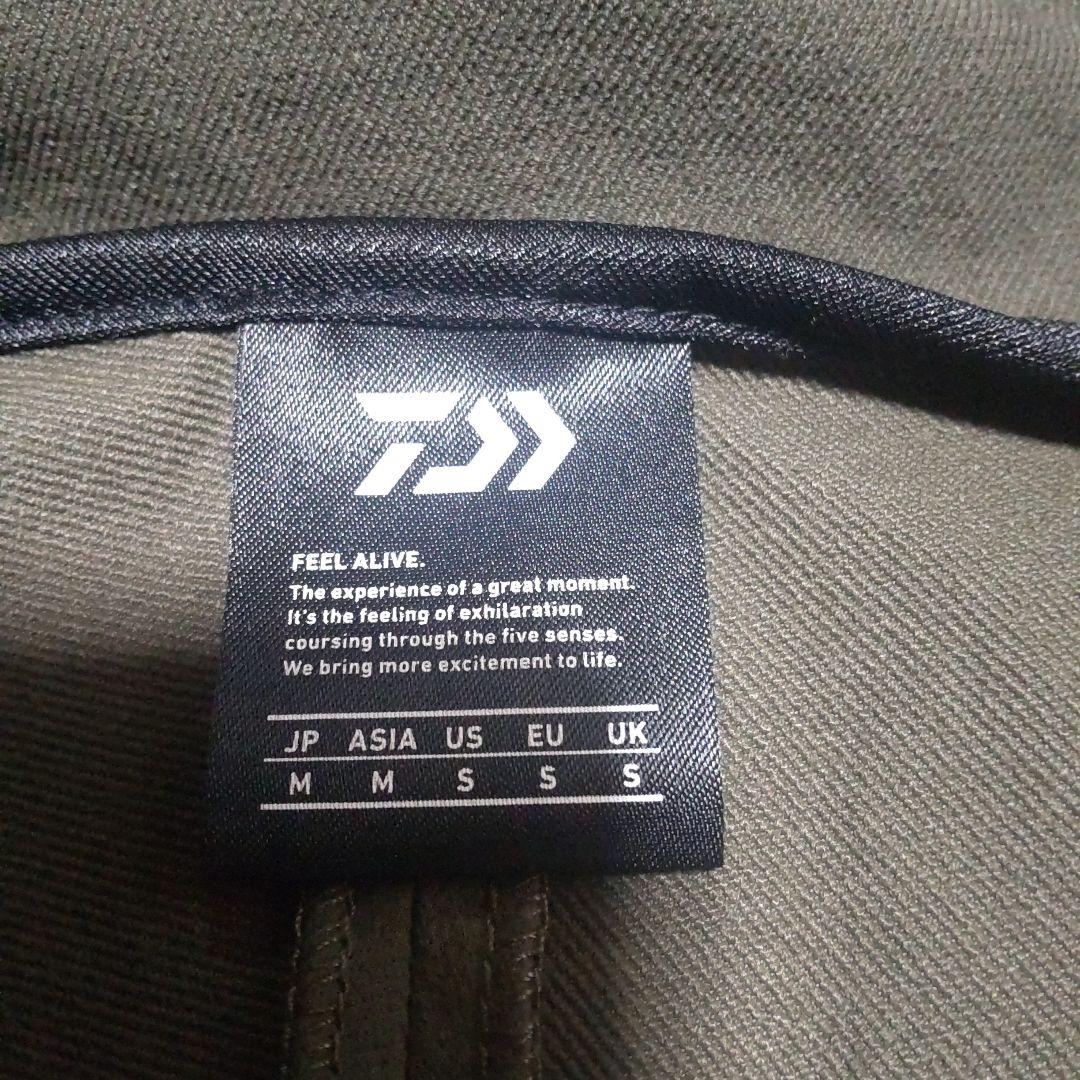 FEEL ALIVE.
The experience of a great moment.
It's the feeling of exhilaration
coursing through the five senses.
We bring more excitement to life.
JP ASIA US EU UK
M M S S S